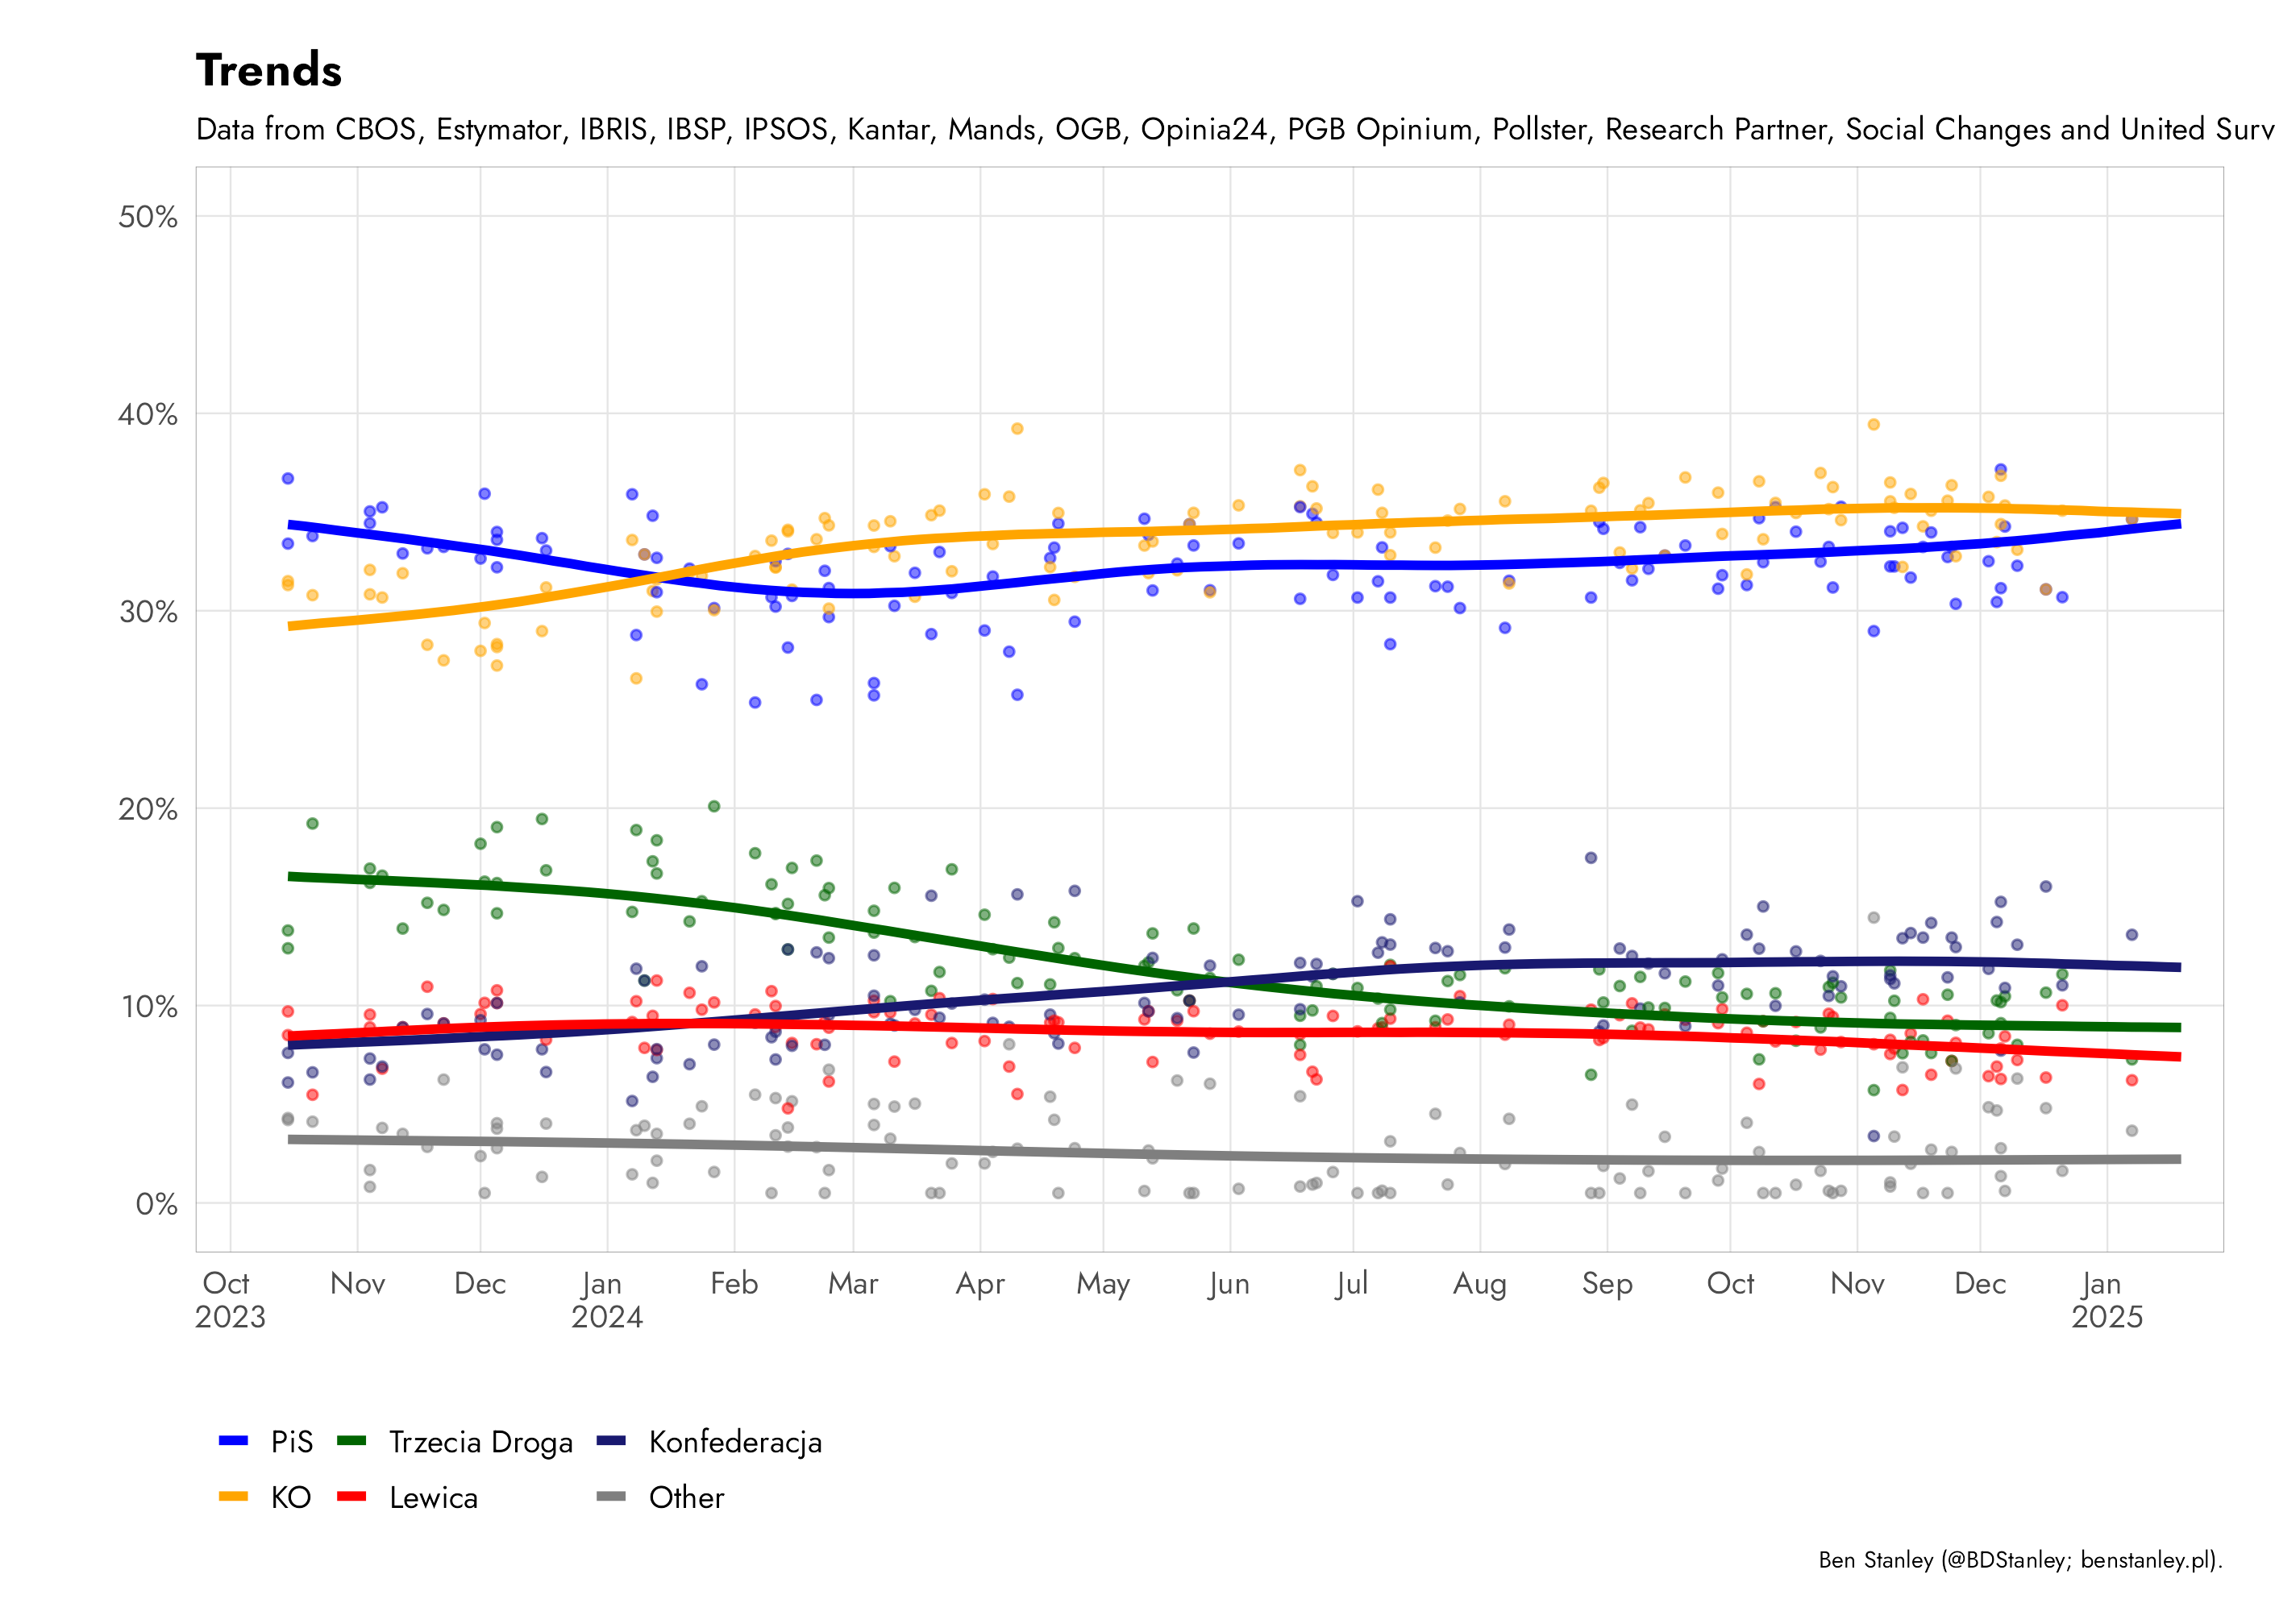 Trends
Data from CBOS, Estymator, IBRIS, IBSP, IPSOS, Kantar, Mands, OGB, Opinia24, PGB Opinium, Pollster, Research Partner, Social Changes and United Surv
50%
40%
30%
20%
10%
0%
Oct Nov Dec Jan Feb Mar Apr May Jun Jul Aug Sep Oct Nov Dec Jan
2023 2024 2025
PiS Trzecia Droga Konfederacja
KO Lewica Other
Ben Stanley (@BDStanley; benstanley.pl).